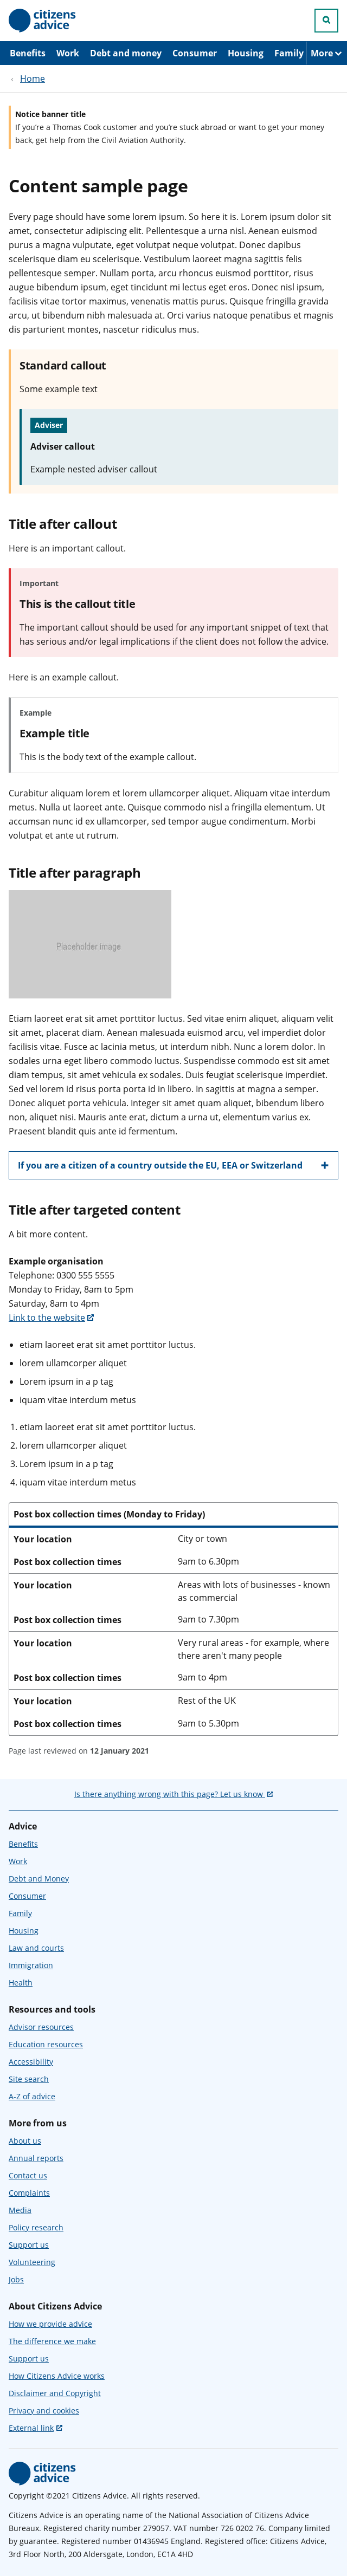 citizens
advice
Benefits Work Debt and money Consumer Housing Family More
‹ Home
Notice banner title
If you're a Thomas Cook customer and you're stuck abroad or want to get your money
back, get help from the Civil Aviation Authority.
Content sample page
Every page should have some lorem ipsum. So here it is. Lorem ipsum dolor sit
amet, consectetur adipiscing elit. Pellentesque a urna nisl. Aenean euismod
purus a magna vulputate, eget volutpat neque volutpat. Donec dapibus
scelerisque diam eu scelerisque. Vestibulum laoreet magna sagittis felis
pellentesque semper. Nullam porta, arcu rhoncus euismod porttitor, risus
augue bibendum ipsum, eget tincidunt mi lectus eget eros. Donec nisl ipsum,
facilisis vitae tortor maximus, venenatis mattis purus. Quisque fringilla gravida
arcu, ut bibendum nibh malesuada at. Orci varius natoque penatibus et magnis
dis parturient montes, nascetur ridiculus mus.
Standard callout
Some example text
Adviser
Adviser callout
Example nested adviser callout
Title after callout
Here is an important callout.
Important
This is the callout title
The important callout should be used for any important snippet of text that
has serious and/or legal implications if the client does not follow the advice.
Here is an example callout.
Example
Example title
This is the body text of the example callout.
Curabitur aliquam lorem et lorem ullamcorper aliquet. Aliquam vitae interdum
metus. Nulla ut laoreet ante. Quisque commodo nisl a fringilla elementum. Ut
accumsan nunc id ex ullamcorper, sed tempor augue condimentum. Morbi
volutpat et ante ut rutrum.
Title after paragraph
Placeholder image
Etiam laoreet erat sit amet porttitor luctus. Sed vitae enim aliquet, aliquam velit
sit amet, placerat diam. Aenean malesuada euismod arcu, vel imperdiet dolor
facilisis vitae. Fusce ac lacinia metus, ut interdum nibh. Nunc a lorem dolor. In
sodales urna eget libero commodo luctus. Suspendisse commodo est sit amet
diam tempus, sit amet vehicula ex sodales. Duis feugiat scelerisque imperdiet.
Sed vel lorem id risus porta porta id in libero. In sagittis at magna a semper.
Donec aliquet porta vehicula. Integer sit amet quam aliquet, bibendum libero
non, aliquet nisi. Mauris ante erat, dictum a urna ut, elementum varius ex.
Praesent blandit quis ante id fermentum.
If you are a citizen of a country outside the EU, EEA or Switzerland
Title after targeted content
A bit more content.
Example organisation
Telephone: 0300 555 5555
Monday to Friday, 8am to 5pm
Saturday, 8am to 4pm
Link to the website
• etiam laoreet erat sit amet porttitor luctus.
• lorem ullamcorper aliquet
• Lorem ipsum in a p tag
• iquam vitae interdum metus
1. etiam laoreet erat sit amet porttitor luctus.
2. lorem ullamcorper aliquet
3. Lorem ipsum in a p tag
4. iquam vitae interdum metus
Post box collection times (Monday to Friday)
Your location City or town
Post box collection times 9am to 6.30pm
Your location Areas with lots of businesses - known
as commercial
Post box collection times 9am to 7.30pm
Your location Very rural areas - for example, where
there aren't many people
Post box collection times 9am to 4pm
Your location Rest of the UK
Post box collection times 9am to 5.30pm
Page last reviewed on 12 January 2021
Is there anything wrong with this page? Let us know
Advice
Benefits
Work
Debt and Money
Consumer
Family
Housing
Law and courts
Immigration
Health
Resources and tools
Advisor resources
Education resources
Accessibility
Site search
A-Z of advice
More from us
About us
Annual reports
Contact us
Complaints
Media
Policy research
Support us
Volunteering
Jobs
About Citizens Advice
How we provide advice
The difference we make
Support us
How Citizens Advice works
Disclaimer and Copyright
Privacy and cookies
External link
citizens
advice
Copyright ©2021 Citizens Advice. All rights reserved.
Citizens Advice is an operating name of the National Association of Citizens Advice
Bureaux. Registered charity number 279057. VAT number 726 0202 76. Company limited
by guarantee. Registered number 01436945 England. Registered office: Citizens Advice,
3rd Floor North, 200 Aldersgate, London, EC1A 4HD